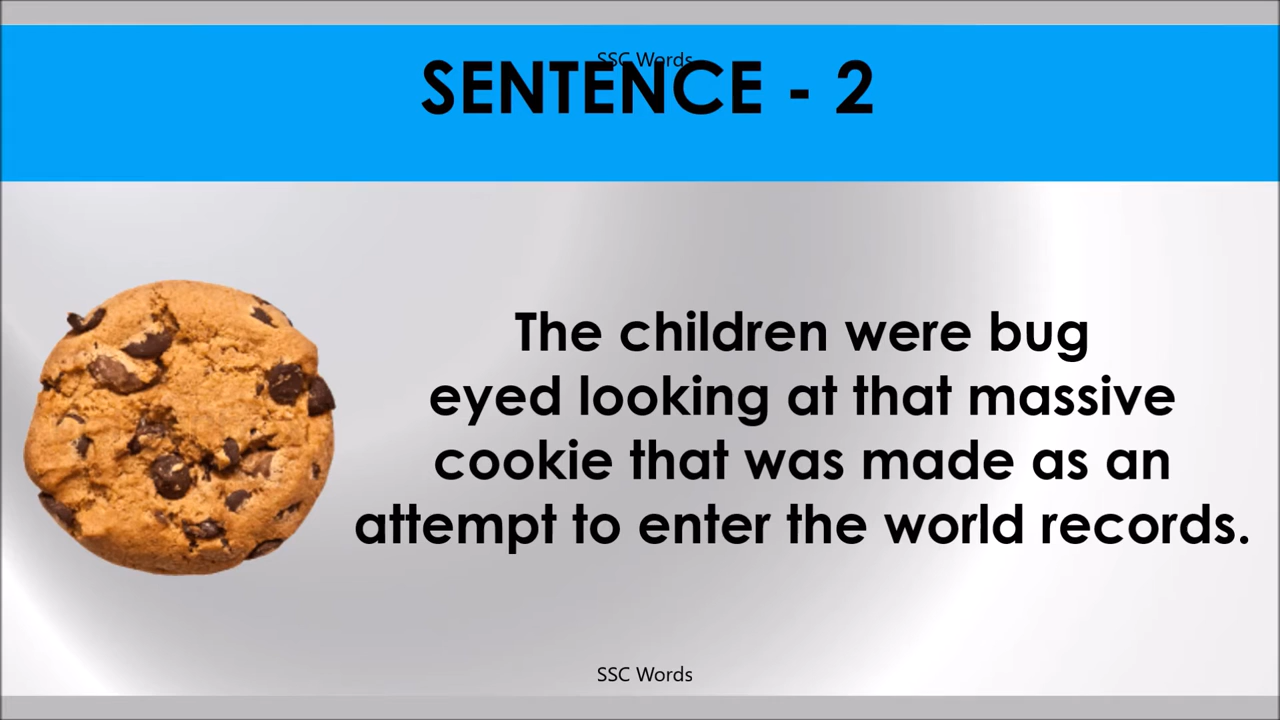 SSC Words
SENTENCE - 2
The children were bug
eyed looking at that massive
cookie that was made as an
attempt to enter the world records.
SSC Words